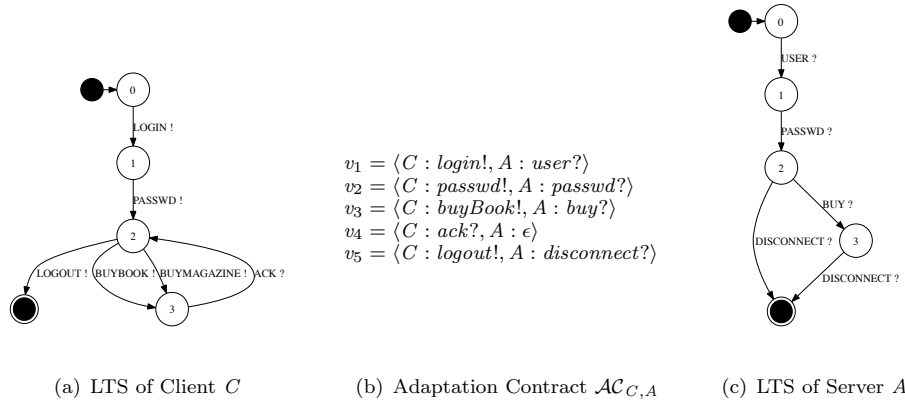 0
LOGIN !
1
PASSWD !
2
LOGOUT !
BUYBOOK !
BUYMAGAZINE !
ACK ?
3
(a) LTS of Client C
v₁ = ⟨C : login!, A : user?⟩
v₂ = ⟨C : passwd!, A : passwd?⟩
v₃ = ⟨C : buyBook!, A : buy?⟩
v₄ = ⟨C : ack?, A : ϵ⟩
v₅ = ⟨C : logout!, A : disconnect?⟩
(b) Adaptation Contract 𝒜𝒞C,A
0
USER ?
1
PASSWD ?
2
BUY ?
DISCONNECT ?
3
DISCONNECT ?
(c) LTS of Server A